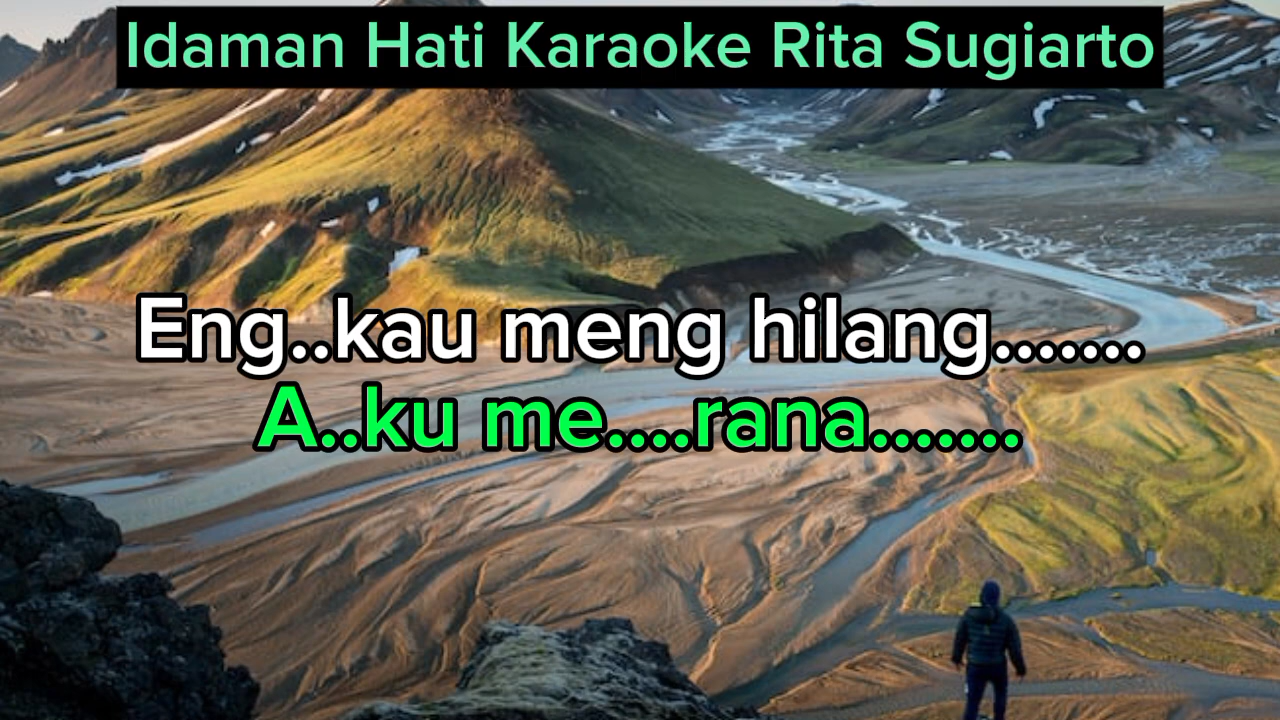 Idaman Hati Karaoke Rita Sugiarto
Eng..kau meng hilang.......
A..ku me....rana.......